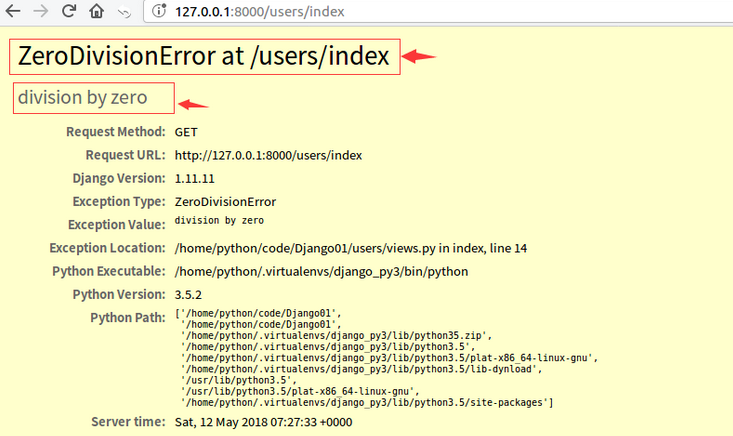 127.0.0.1:8000/users/index
ZeroDivisionError at /users/index
division by zero
Request Method: GET
Request URL: http://127.0.0.1:8000/users/index
Django Version: 1.11.11
Exception Type: ZeroDivisionError
Exception Value: division by zero
Exception Location: /home/python/code/Django01/users/views.py in index, line 14
Python Executable: /home/python/.virtualenvs/django_py3/bin/python
Python Version: 3.5.2
Python Path: ['/home/python/code/Django01',
'/home/python/code/Django01',
'/home/python/.virtualenvs/django_py3/lib/python35.zip',
'/home/python/.virtualenvs/django_py3/lib/python3.5',
'/home/python/.virtualenvs/django_py3/lib/python3.5/plat-x86_64-linux-gnu',
'/home/python/.virtualenvs/django_py3/lib/python3.5/lib-dynload',
'/usr/lib/python3.5',
'/usr/lib/python3.5/plat-x86_64-linux-gnu',
'/home/python/.virtualenvs/django_py3/lib/python3.5/site-packages']
Server time: Sat, 12 May 2018 07:27:33 +0000